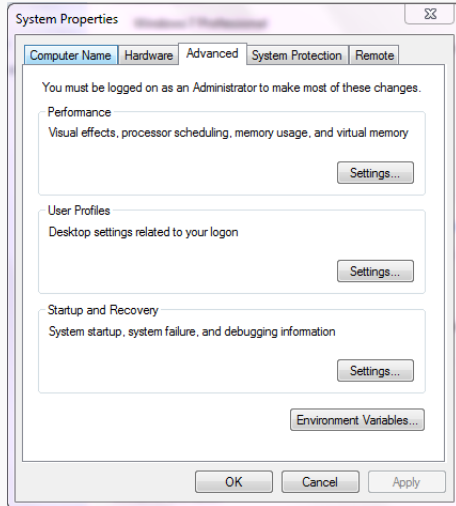 System Properties
Computer Name Hardware Advanced System Protection Remote
You must be logged on as an Administrator to make most of these changes.
Performance
Visual effects, processor scheduling, memory usage, and virtual memory
Settings...
User Profiles
Desktop settings related to your logon
Settings...
Startup and Recovery
System startup, system failure, and debugging information
Settings...
Environment Variables...
OK Cancel Apply